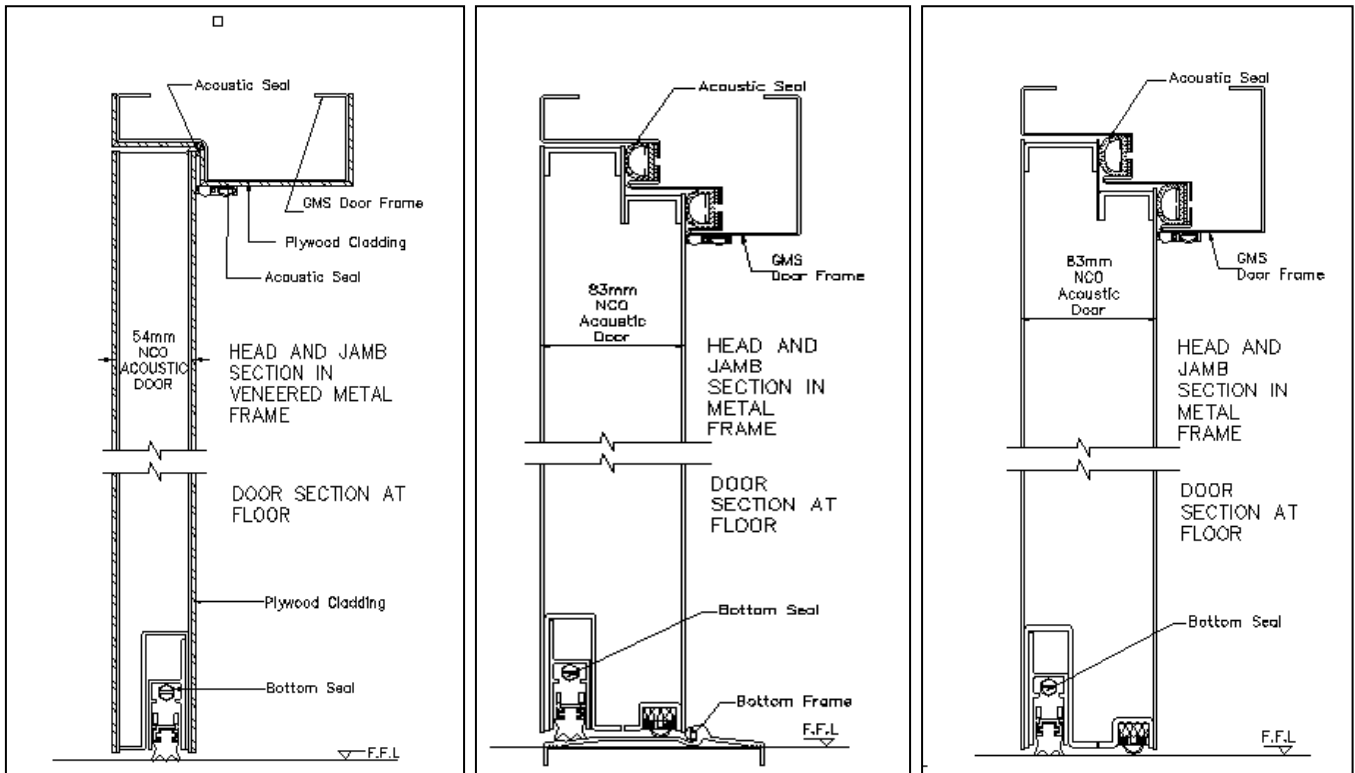 Acoustic Seal
GMS Door Frame
Plywood Cladding
Acoustic Seal
54mm
NCO
ACOUSTIC
DOOR
HEAD AND JAMB
SECTION IN
VENEERED METAL
FRAME
DOOR SECTION AT
FLOOR
Plywood Cladding
Bottom Seal
F.F.L
Acoustic Seal
GMS
Door Frame
83mm
NCO
Acoustic
Door
HEAD AND
JAMB
SECTION IN
METAL
FRAME
DOOR
SECTION AT
FLOOR
Bottom Seal
Bottom Frame
F.F.L
Acoustic Seal
GMS
Door Frame
83mm
NCO
Acoustic
Door
HEAD AND
JAMB
SECTION IN
METAL
FRAME
DOOR
SECTION AT
FLOOR
Bottom Seal
F.F.L